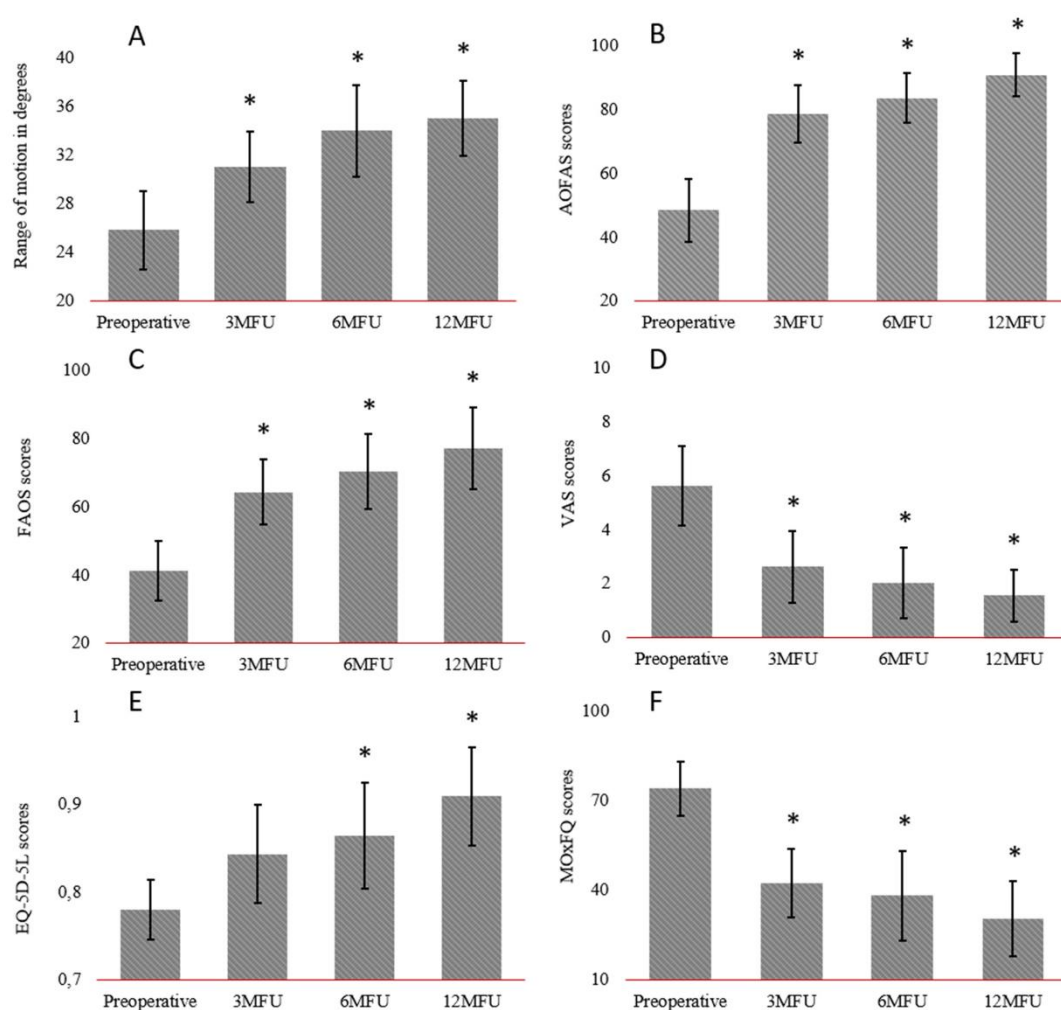 A
Range of motion in degrees
40
36
32
28
24
20
* * *
Preoperative 3MFU 6MFU 12MFU
B
AOFAS scores
100
80
60
40
20
* * *
Preoperative 3MFU 6MFU 12MFU
C
FAOS scores
100
80
60
40
20
* * *
Preoperative 3MFU 6MFU 12MFU
D
VAS scores
10
8
6
4
2
0
* * *
Preoperative 3MFU 6MFU 12MFU
E
EQ-5D-5L scores
1
0,9
0,8
0,7
* *
Preoperative 3MFU 6MFU 12MFU
F
MOxFQ scores
100
70
40
10
* * *
Preoperative 3MFU 6MFU 12MFU